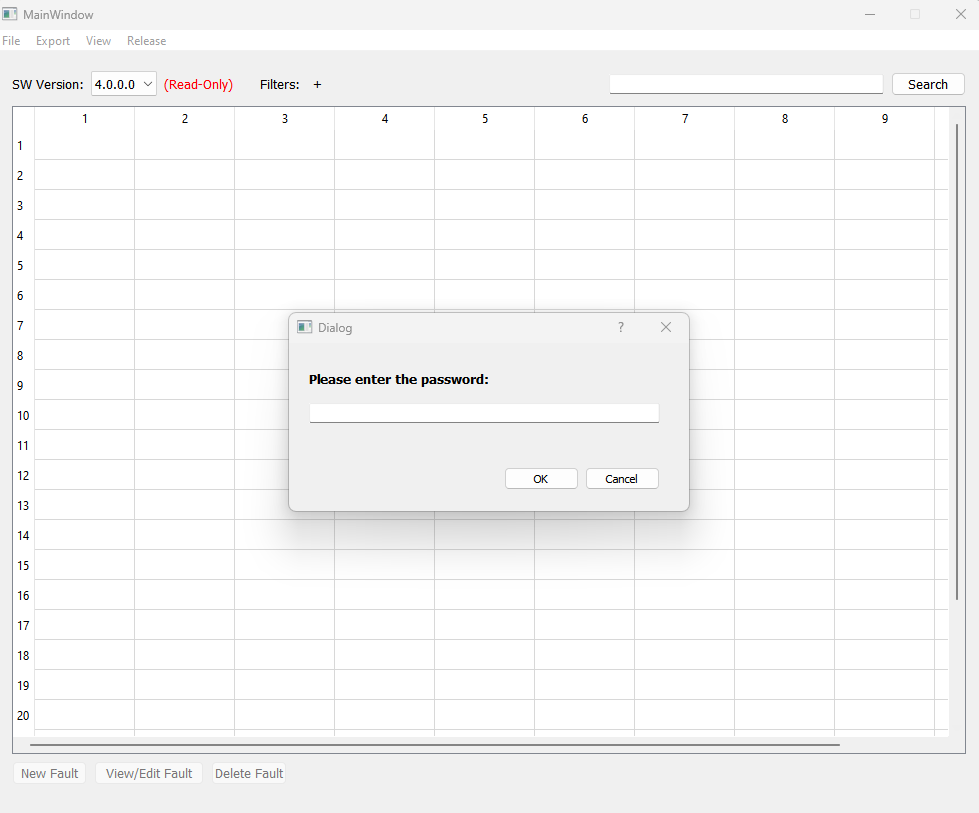 MainWindow
File Export View Release
SW Version: 4.0.0.0 (Read-Only) Filters: + Search
1 2 3 4 5 6 7 8 9
1
2
3
4
5
6
7
8
9
10
11
12
13
14
15
16
17
18
19
20
Dialog ?
Please enter the password:
OK Cancel
New Fault View/Edit Fault Delete Fault